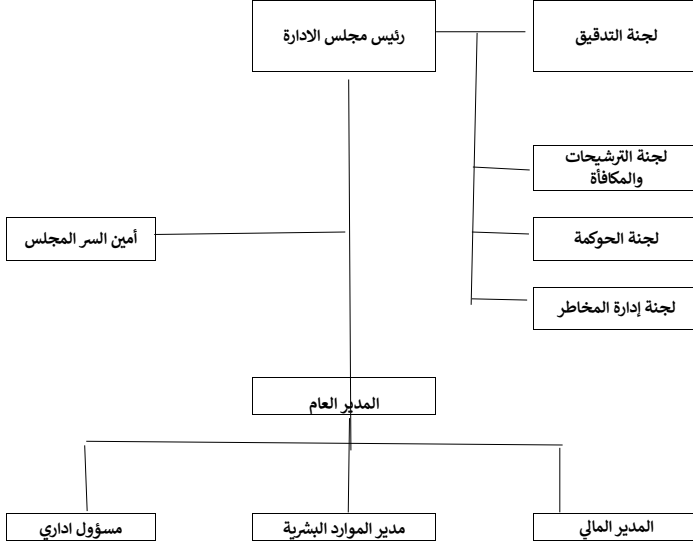 رئيس مجلس الادارة
لجنة التدقيق
لجنة الترشيحات
والمكافأة
أمين السر المجلس
لجنة الحوكمة
لجنة إدارة المخاطر
المدير العام
المدير المالي
مدير الموارد البشرية
مسؤول اداري